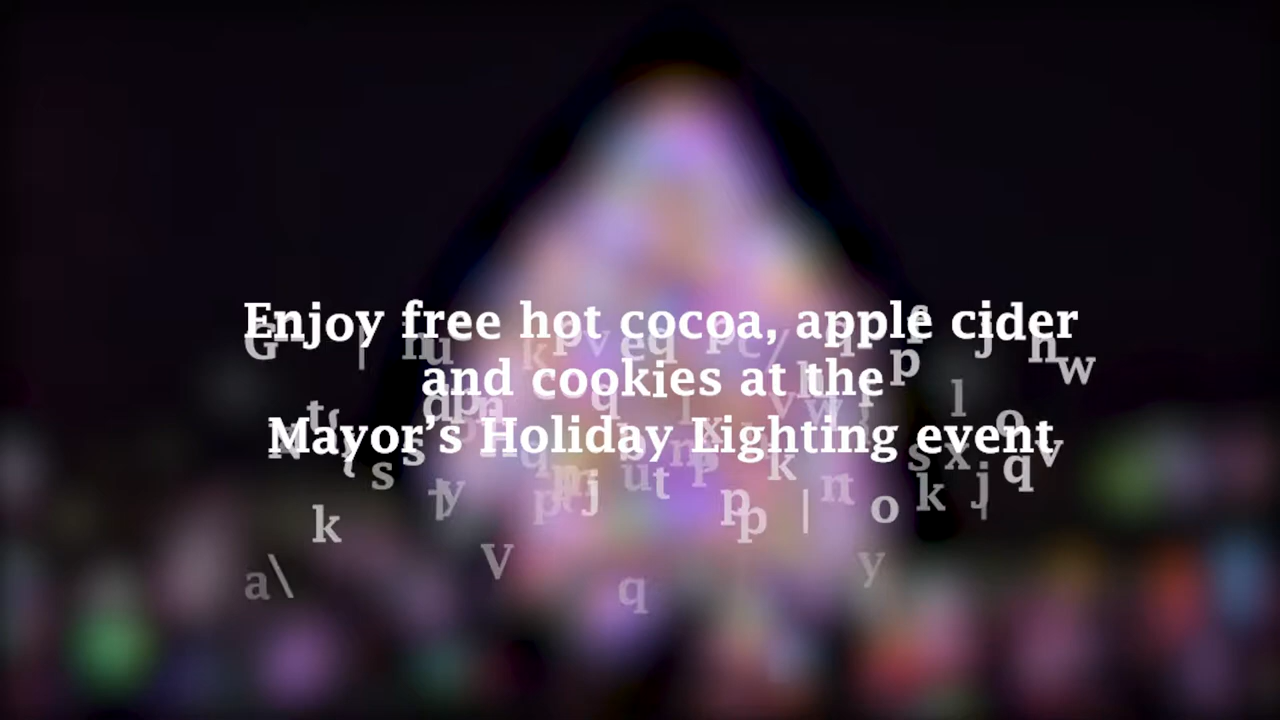 Enjoy free hot cocoa, apple cider
and cookies at the
Mayor’s Holiday Lighting event